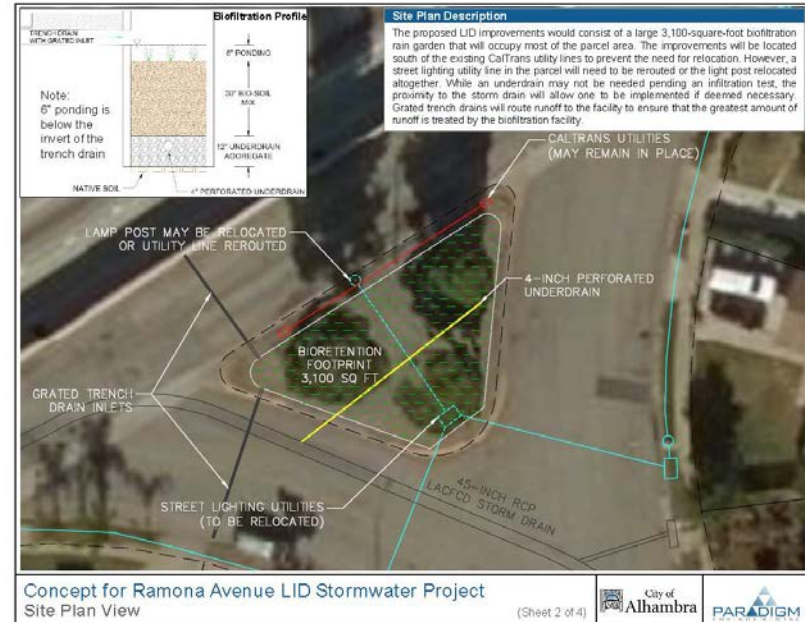 Biofiltration Profile
TRENCH DRAIN
WITH GRATED INLET
6" PONDING
30" BIO-SOIL
MIX
12" UNDERDRAIN
AGGREGATE
NATIVE SOIL
4" PERFORATED UNDERDRAIN
Note:
6" ponding is
below the
invert of the
trench drain
Site Plan Description
The proposed LID improvements would consist of a large 3,100-square-foot biofiltration
rain garden that will occupy most of the parcel area. The improvements will be located
south of the existing CalTrans utility lines to prevent the need for relocation. However, a
street lighting utility line in the parcel will need to be rerouted or the light post relocated
altogether. While an underdrain may not be needed pending an infiltration test, the
proximity to the storm drain will allow one to be implemented if deemed necessary.
Grated trench drains will route runoff to the facility to ensure that the greatest amount of
runoff is treated by the biofiltration facility.
CALTRANS UTILITIES
(MAY REMAIN IN PLACE)
LAMP POST MAY BE RELOCATED
OR UTILITY LINE REROUTED
4-INCH PERFORATED
UNDERDRAIN
BIORETENTION
FOOTPRINT
3,100 SQ FT
GRATED TRENCH
DRAIN INLETS
STREET LIGHTING UTILITIES
(TO BE RELOCATED)
45-INCH RCP
LACFCD STORM DRAIN
Concept for Ramona Avenue LID Stormwater Project
Site Plan View
(Sheet 2 of 4)
City of
Alhambra
PARADIGM